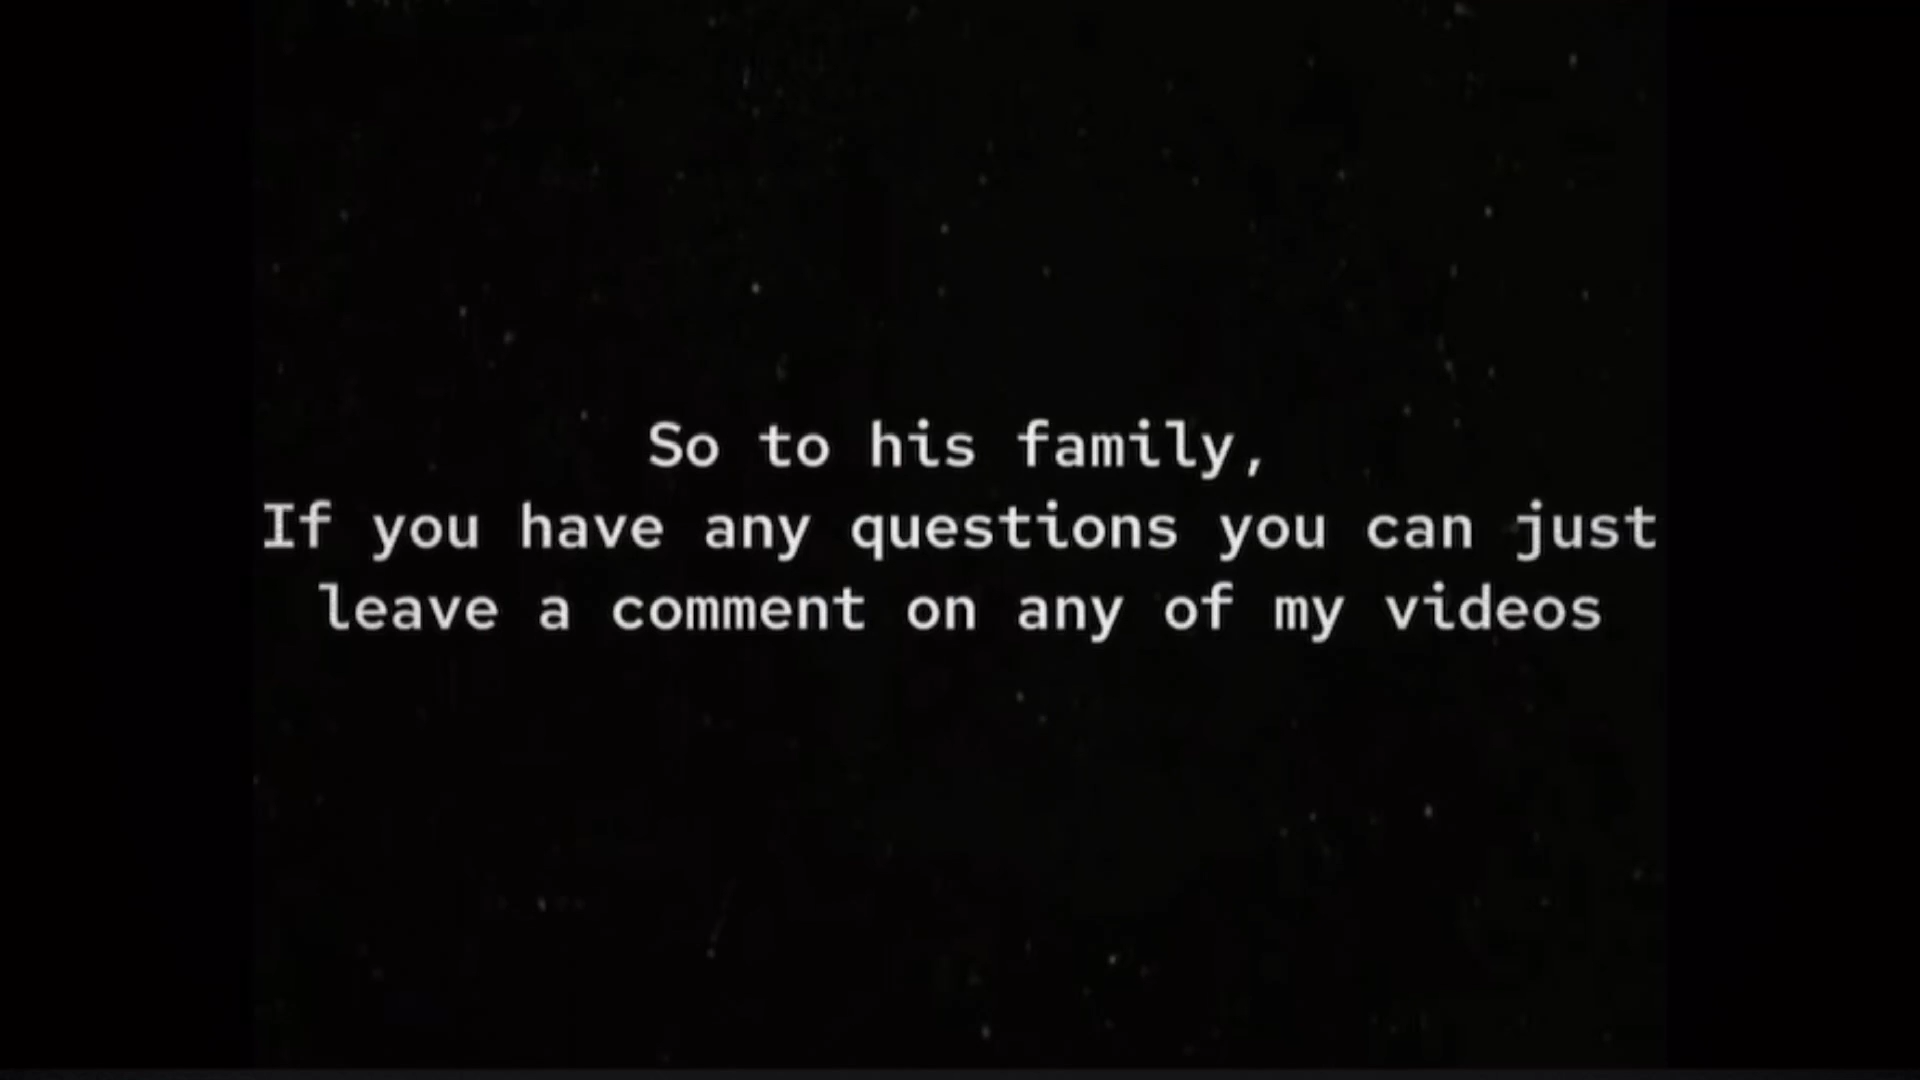 So to his family,
If you have any questions you can just
leave a comment on any of my videos